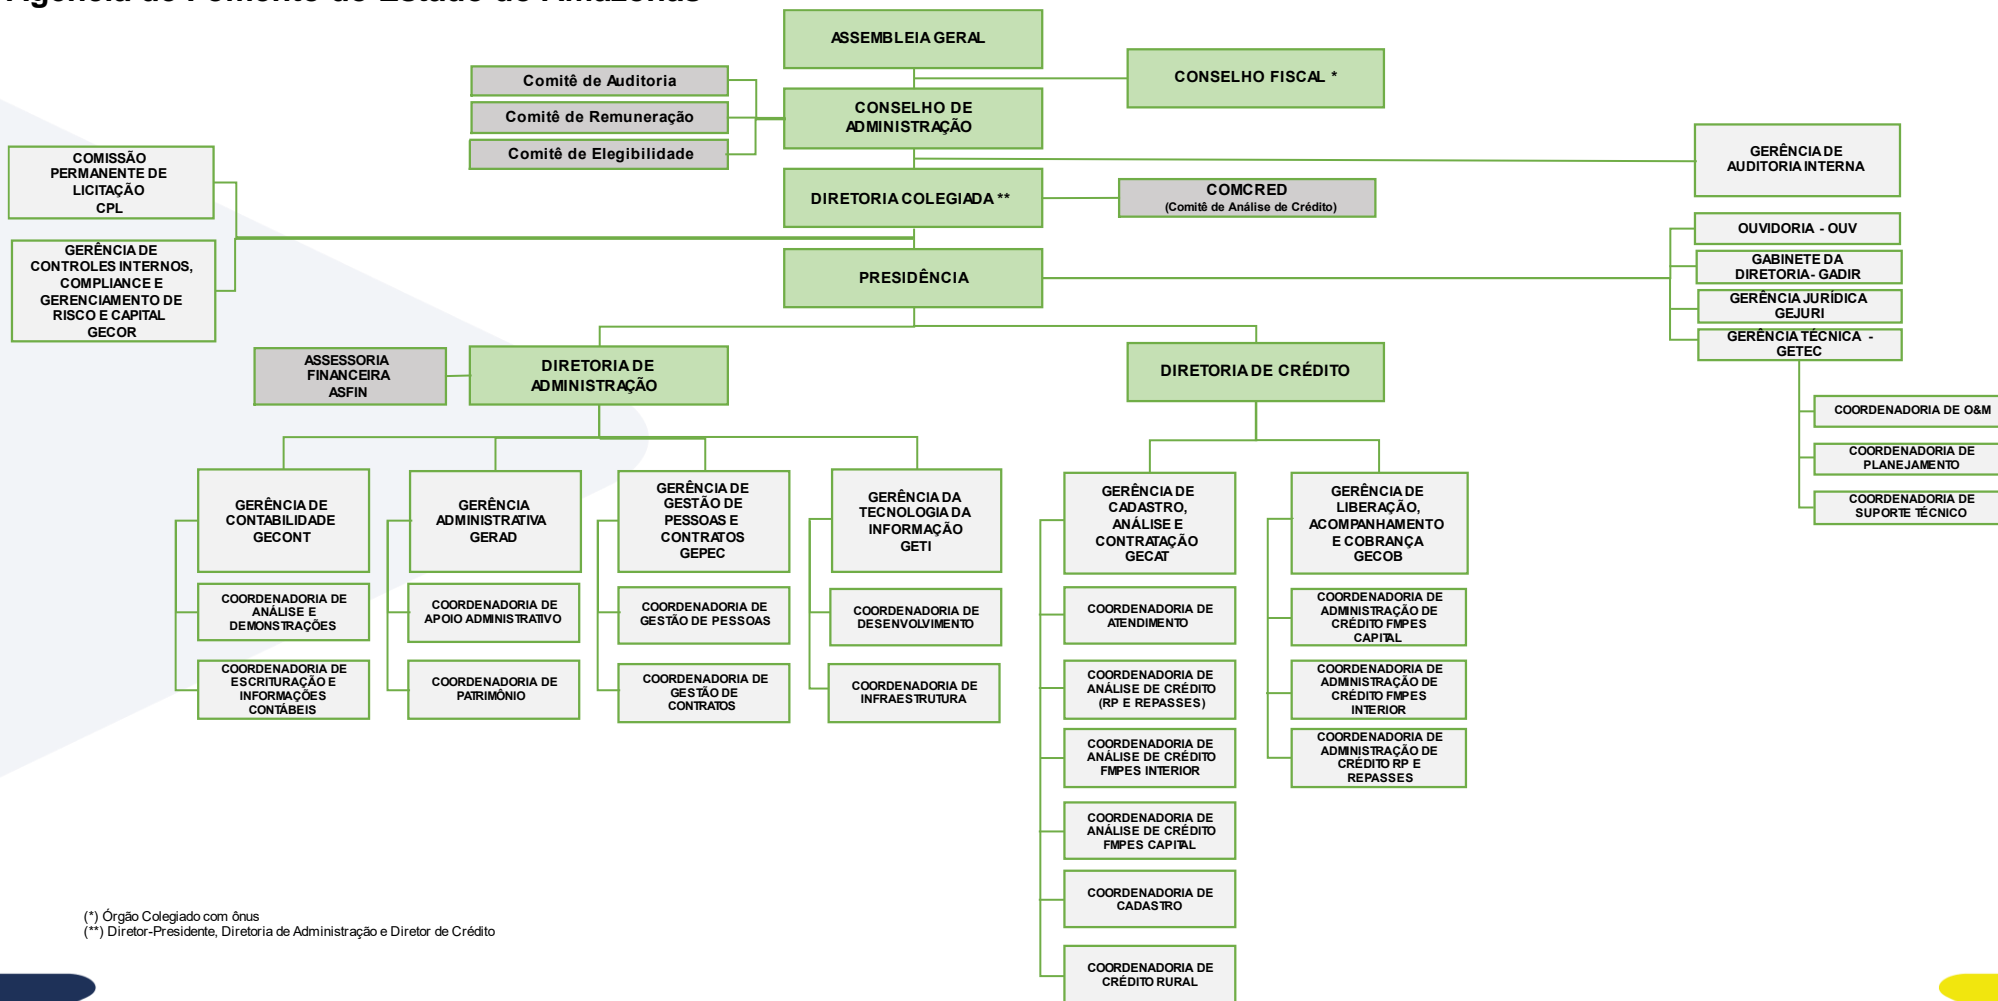 Agência de Fomento do Estado do Amazonas
ASSEMBLEIA GERAL
CONSELHO FISCAL *
Comitê de Auditoria
Comitê de Remuneração
Comitê de Elegibilidade
CONSELHO DE
ADMINISTRAÇÃO
GERÊNCIA DE
AUDITORIA INTERNA
COMISSÃO
PERMANENTE DE
LICITAÇÃO
CPL
DIRETORIA COLEGIADA **
COMCRED
(Comitê de Análise de Crédito)
OUVIDORIA - OUV
GABINETE DA
DIRETORIA- GADIR
GERÊNCIA JURÍDICA
GEJURI
GERÊNCIA TÉCNICA -
GETEC
GERÊNCIA DE
CONTROLES INTERNOS,
COMPLIANCE E
GERENCIAMENTO DE
RISCO E CAPITAL
GECOR
PRESIDÊNCIA
ASSESSORIA
FINANCEIRA
ASFIN
DIRETORIA DE
ADMINISTRAÇÃO
DIRETORIA DE CRÉDITO
COORDENADORIA DE O&M
COORDENADORIA DE
PLANEJAMENTO
COORDENADORIA DE
SUPORTE TÉCNICO
GERÊNCIA DE
CONTABILIDADE
GECONT
GERÊNCIA
ADMINISTRATIVA
GERAD
GERÊNCIA DE
GESTÃO DE
PESSOAS E
CONTRATOS
GEPEC
GERÊNCIA DA
TECNOLOGIA DA
INFORMAÇÃO
GETI
GERÊNCIA DE
CADASTRO,
ANÁLISE E
CONTRATAÇÃO
GECAT
GERÊNCIA DE
LIBERAÇÃO,
ACOMPANHAMENTO
E COBRANÇA
GECOB
COORDENADORIA DE
ANÁLISE E
DEMONSTRAÇÕES
COORDENADORIA DE
APOIO ADMINISTRATIVO
COORDENADORIA DE
GESTÃO DE PESSOAS
COORDENADORIA DE
DESENVOLVIMENTO
COORDENADORIA DE
ATENDIMENTO
COORDENADORIA DE
ADMINISTRAÇÃO DE
CRÉDITO FMPES
CAPITAL
COORDENADORIA DE
ESCRITURAÇÃO E
INFORMAÇÕES
CONTÁBEIS
COORDENADORIA DE
PATRIMÔNIO
COORDENADORIA DE
GESTÃO DE
CONTRATOS
COORDENADORIA DE
INFRAESTRUTURA
COORDENADORIA DE
ANÁLISE DE CRÉDITO
(RP E REPASSES)
COORDENADORIA DE
ADMINISTRAÇÃO DE
CRÉDITO FMPES
INTERIOR
COORDENADORIA DE
ANÁLISE DE CRÉDITO
FMPES INTERIOR
COORDENADORIA DE
ADMINISTRAÇÃO DE
CRÉDITO RP E
REPASSES
COORDENADORIA DE
ANÁLISE DE CRÉDITO
FMPES CAPITAL
COORDENADORIA DE
CADASTRO
COORDENADORIA DE
CRÉDITO RURAL
(*) Órgão Colegiado com ônus
(**) Diretor-Presidente, Diretoria de Administração e Diretor de Crédito